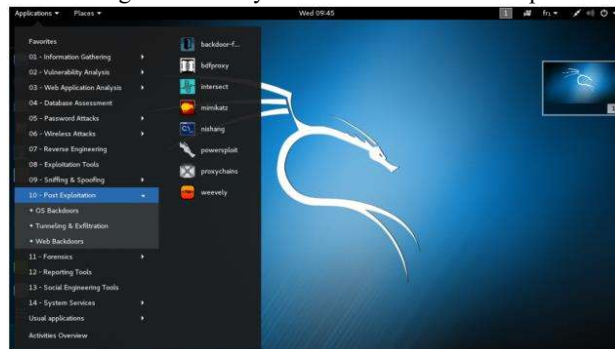 Applications Places Wed 09:45 1 fr₁
Favorites
01 - Information Gathering
02 - Vulnerability Analysis
03 - Web Application Analysis
04 - Database Assessment
05 - Password Attacks
06 - Wireless Attacks
07 - Reverse Engineering
08 - Exploitation Tools
09 - Sniffing & Spoofing
10 - Post Exploitation
• OS Backdoors
• Tunneling & Exfiltration
• Web Backdoors
11 - Forensics
12 - Reporting Tools
13 - Social Engineering Tools
14 - System Services
Usual applications
Activities Overview
backdoor-f...
bdfproxy
intersect
mimikatz
nishang
powersploit
proxychains
weevely
1